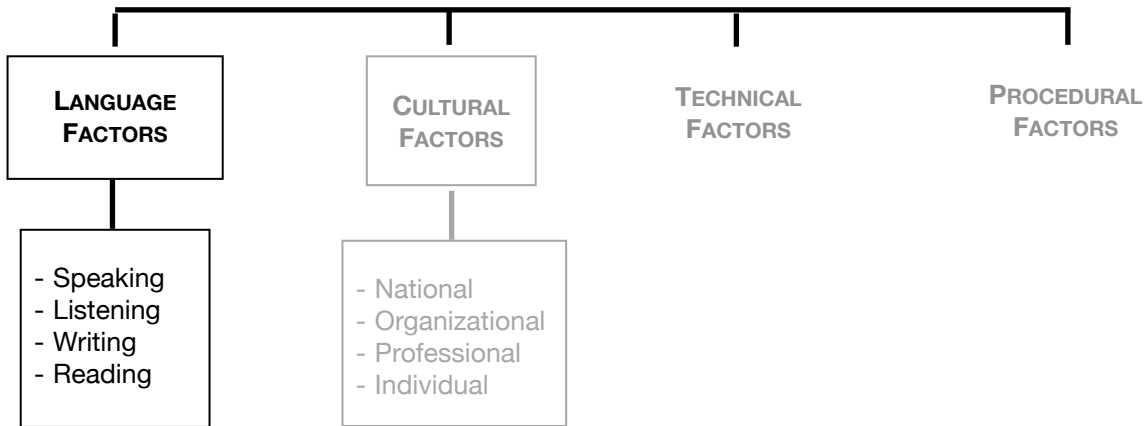 LANGUAGE
FACTORS
CULTURAL
FACTORS
TECHNICAL
FACTORS
PROCEDURAL
FACTORS
- Speaking
- Listening
- Writing
- Reading
- National
- Organizational
- Professional
- Individual